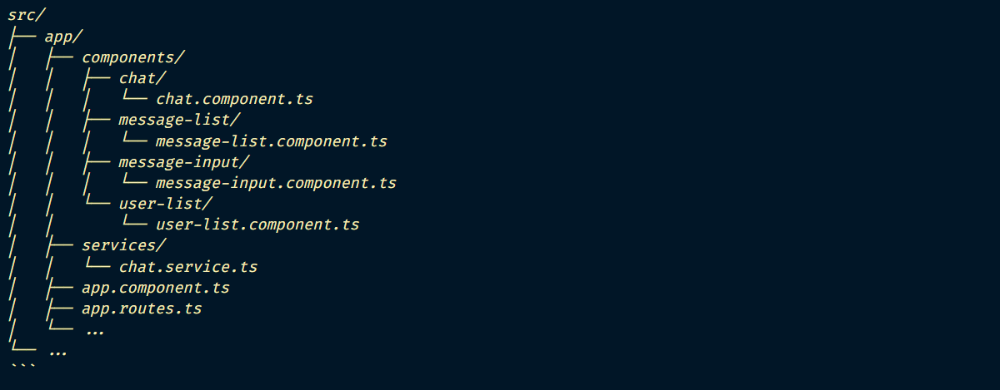 src/
├── app/
│   ├── components/
│   │   ├── chat/
│   │   │   └── chat.component.ts
│   │   ├── message-list/
│   │   │   └── message-list.component.ts
│   │   ├── message-input/
│   │   │   └── message-input.component.ts
│   │   └── user-list/
│   │       └── user-list.component.ts
│   ├── services/
│   │   └── chat.service.ts
│   ├── app.component.ts
│   ├── app.routes.ts
│   └── ...
└── ...
```